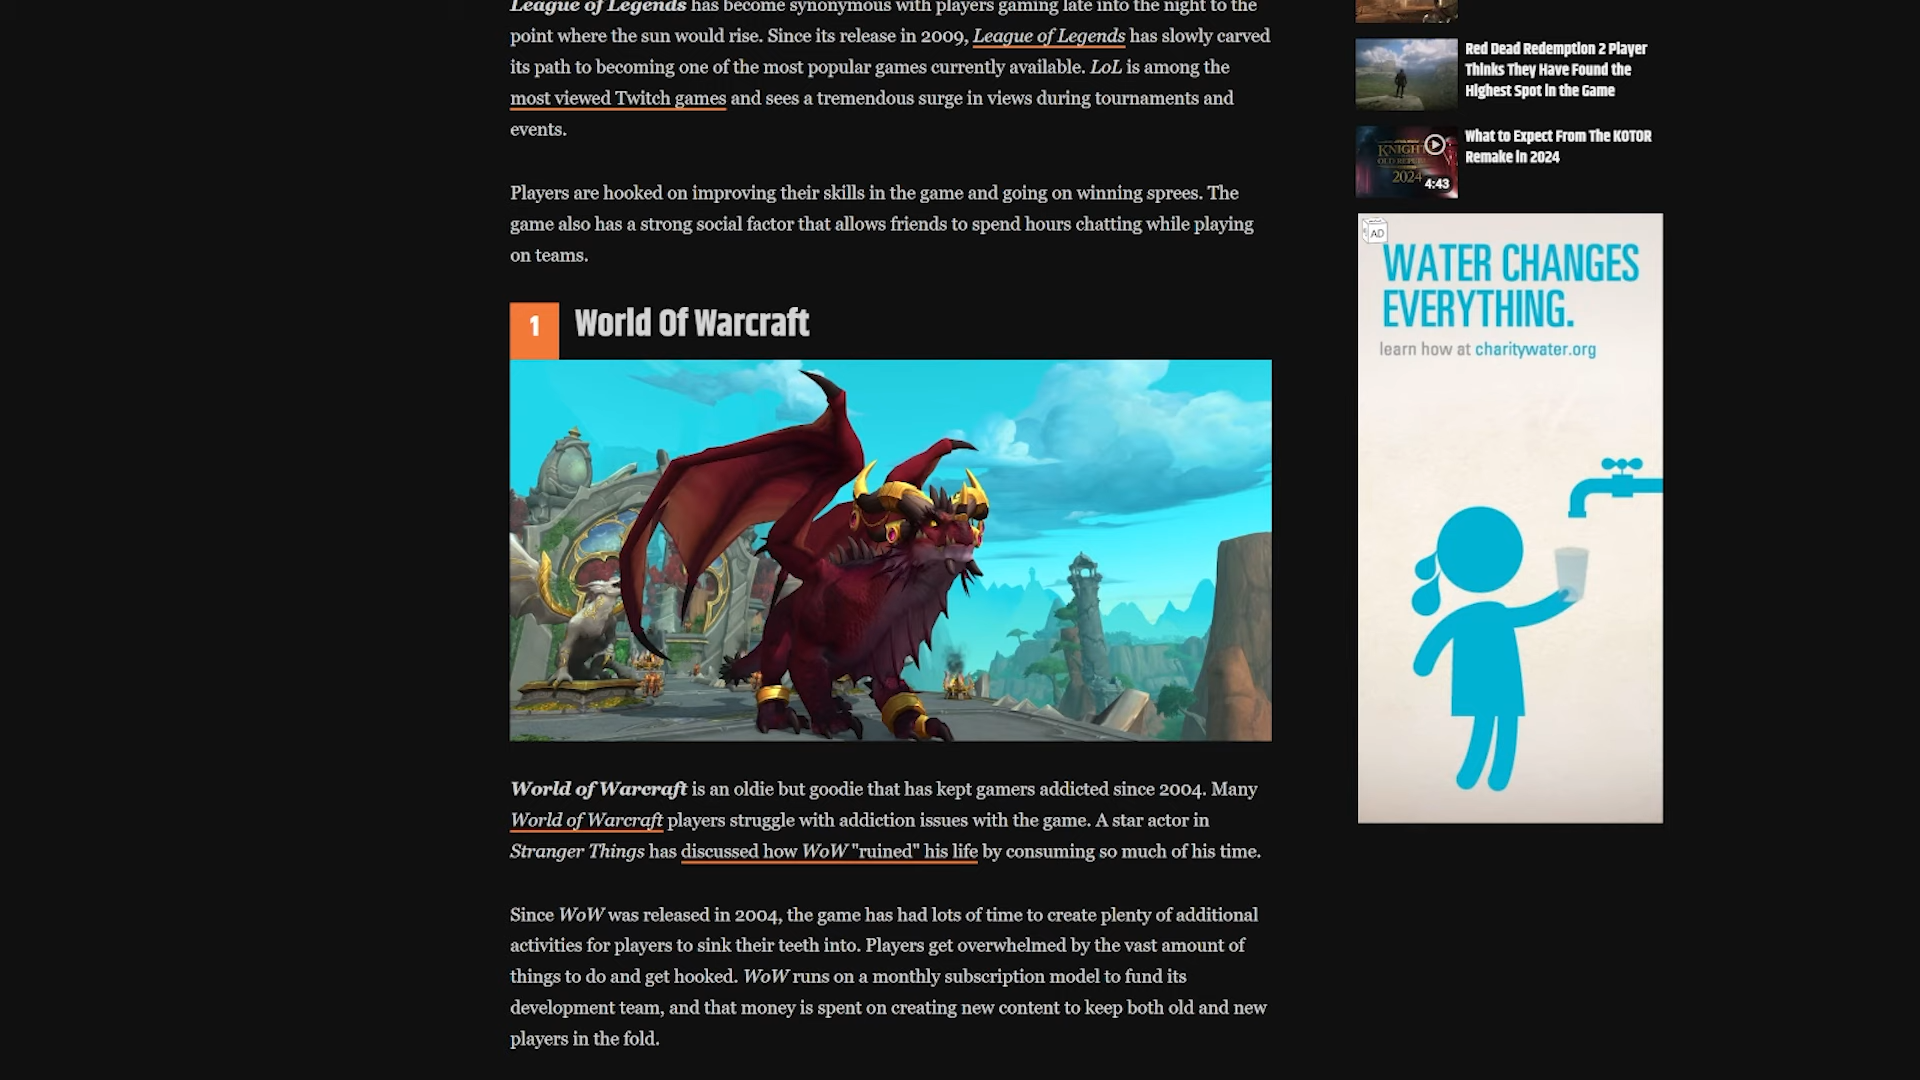 League of Legends has become synonymous with players gaming late into the night to the
point where the sun would rise. Since its release in 2009, League of Legends has slowly carved
its path to becoming one of the most popular games currently available. LoL is among the
most viewed Twitch games and sees a tremendous surge in views during tournaments and
events.
Players are hooked on improving their skills in the game and going on winning sprees. The
game also has a strong social factor that allows friends to spend hours chatting while playing
on teams.
1 World Of Warcraft
World of Warcraft is an oldie but goodie that has kept gamers addicted since 2004. Many
World of Warcraft players struggle with addiction issues with the game. A star actor in
Stranger Things has discussed how WoW "ruined" his life by consuming so much of his time.
Since WoW was released in 2004, the game has had lots of time to create plenty of additional
activities for players to sink their teeth into. Players get overwhelmed by the vast amount of
things to do and get hooked. WoW runs on a monthly subscription model to fund its
development team, and that money is spent on creating new content to keep both old and new
players in the fold.
Red Dead Redemption 2 Player
Thinks They Have Found the
Highest Spot in the Game
KNIGHT
OLD REPUB
2024
4:43
What to Expect From The KOTOR
Remake in 2024
AD
WATER CHANGES
EVERYTHING.
learn how at charitywater.org